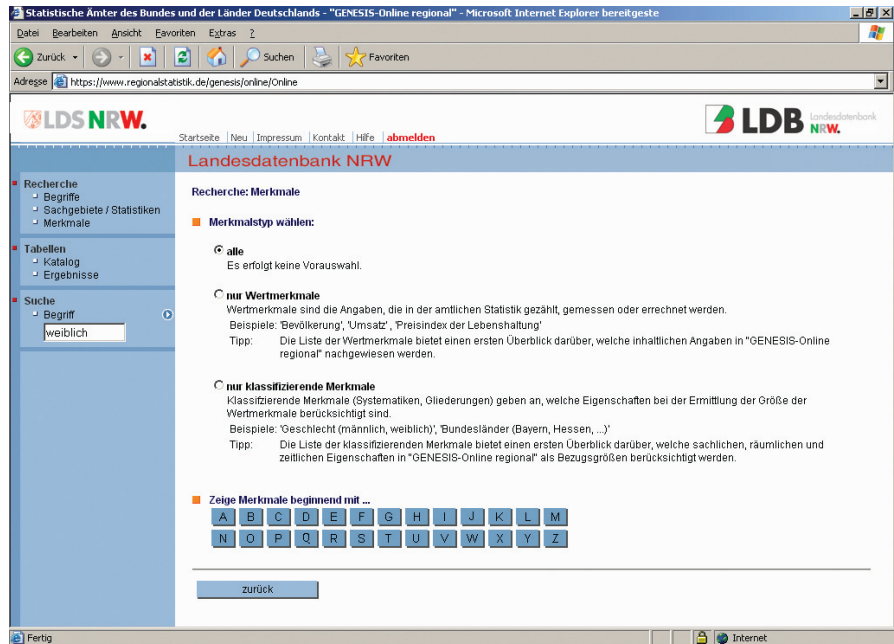 Statistische Ämter des Bundes und der Länder Deutschlands - "GENESIS-Online regional" - Microsoft Internet Explorer bereitgeste
Datei Bearbeiten Ansicht Favoriten Extras ?
Zurück Suchen Favoriten
Adresse https://www.regionalstatistik.de/genesis/online/Online
LDS NRW.
LDB Landesdatenbank NRW.
Startseite | Neu | Impressum | Kontakt | Hilfe | abmelden
Landesdatenbank NRW
Recherche
Begriffe
Sachgebiete / Statistiken
Merkmale
Tabellen
Katalog
Ergebnisse
Suche
Begriff
weiblich
Recherche: Merkmale
Merkmalstyp wählen:
alle
Es erfolgt keine Vorauswahl.
nur Wertmerkmale
Wertmerkmale sind die Angaben, die in der amtlichen Statistik gezählt, gemessen oder errechnet werden.
Beispiele: 'Bevölkerung', 'Umsatz' , 'Preisindex der Lebenshaltung'
Tipp: Die Liste der Wertmerkmale bietet einen ersten Überblick darüber, welche inhaltlichen Angaben in "GENESIS-Online
regional" nachgewiesen werden.
nur klassifizierende Merkmale
Klassifzierende Merkmale (Systematiken, Gliederungen) geben an, welche Eigenschaften bei der Ermittlung der Größe der
Wertmerkmale berücksichtigt sind.
Beispiele: 'Geschlecht (männlich, weiblich)', 'Bundesländer (Bayern, Hessen, ...)'
Tipp: Die Liste der klassifizierenden Merkmale bietet einen ersten Überblick darüber, welche sachlichen, räumlichen und
zeitlichen Eigenschaften in "GENESIS-Online regional" als Bezugsgrößen berücksichtigt werden.
Zeige Merkmale beginnend mit ...
A B C D E F G H I J K L M
N O P Q R S T U V W X Y Z
zurück
Fertig Internet